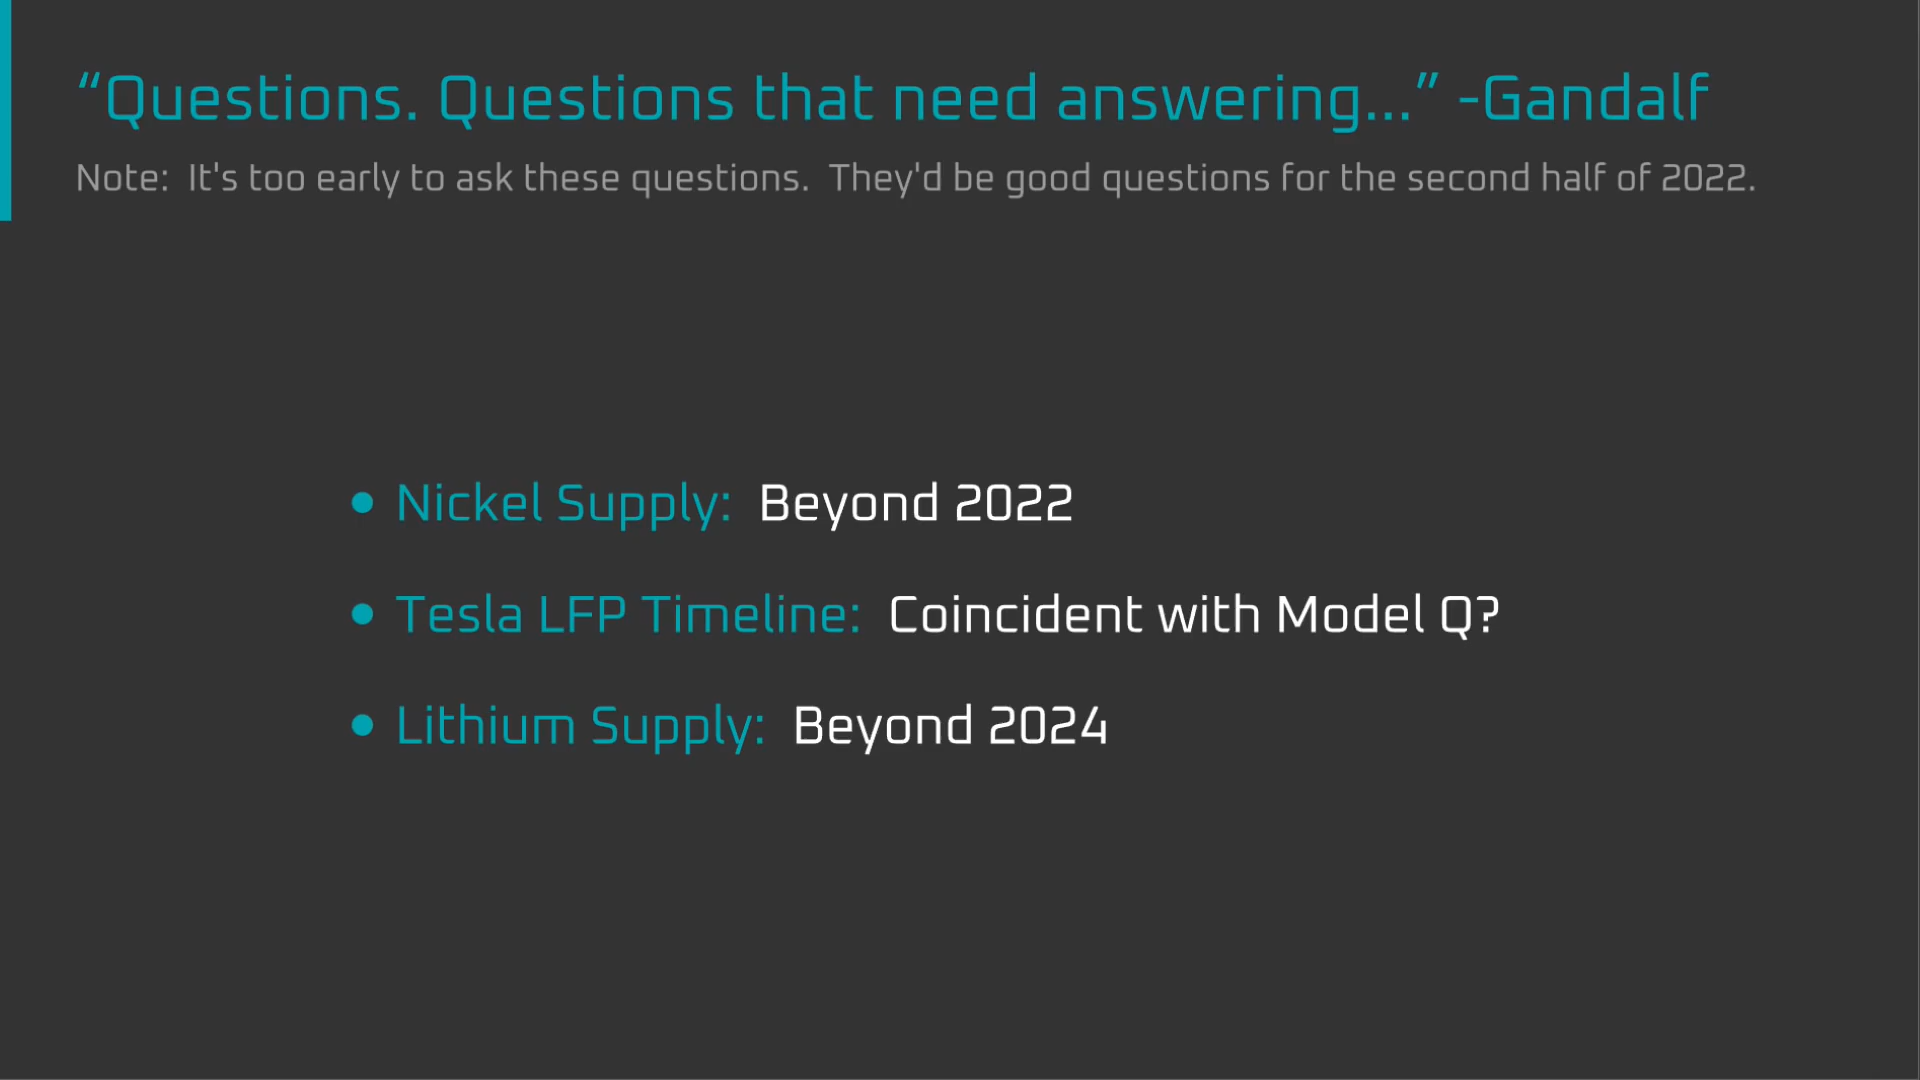 “Questions. Questions that need answering...” -Gandalf
Note:  It's too early to ask these questions.  They'd be good questions for the second half of 2022.
• Nickel Supply:  Beyond 2022
• Tesla LFP Timeline:  Coincident with Model Q?
• Lithium Supply:  Beyond 2024